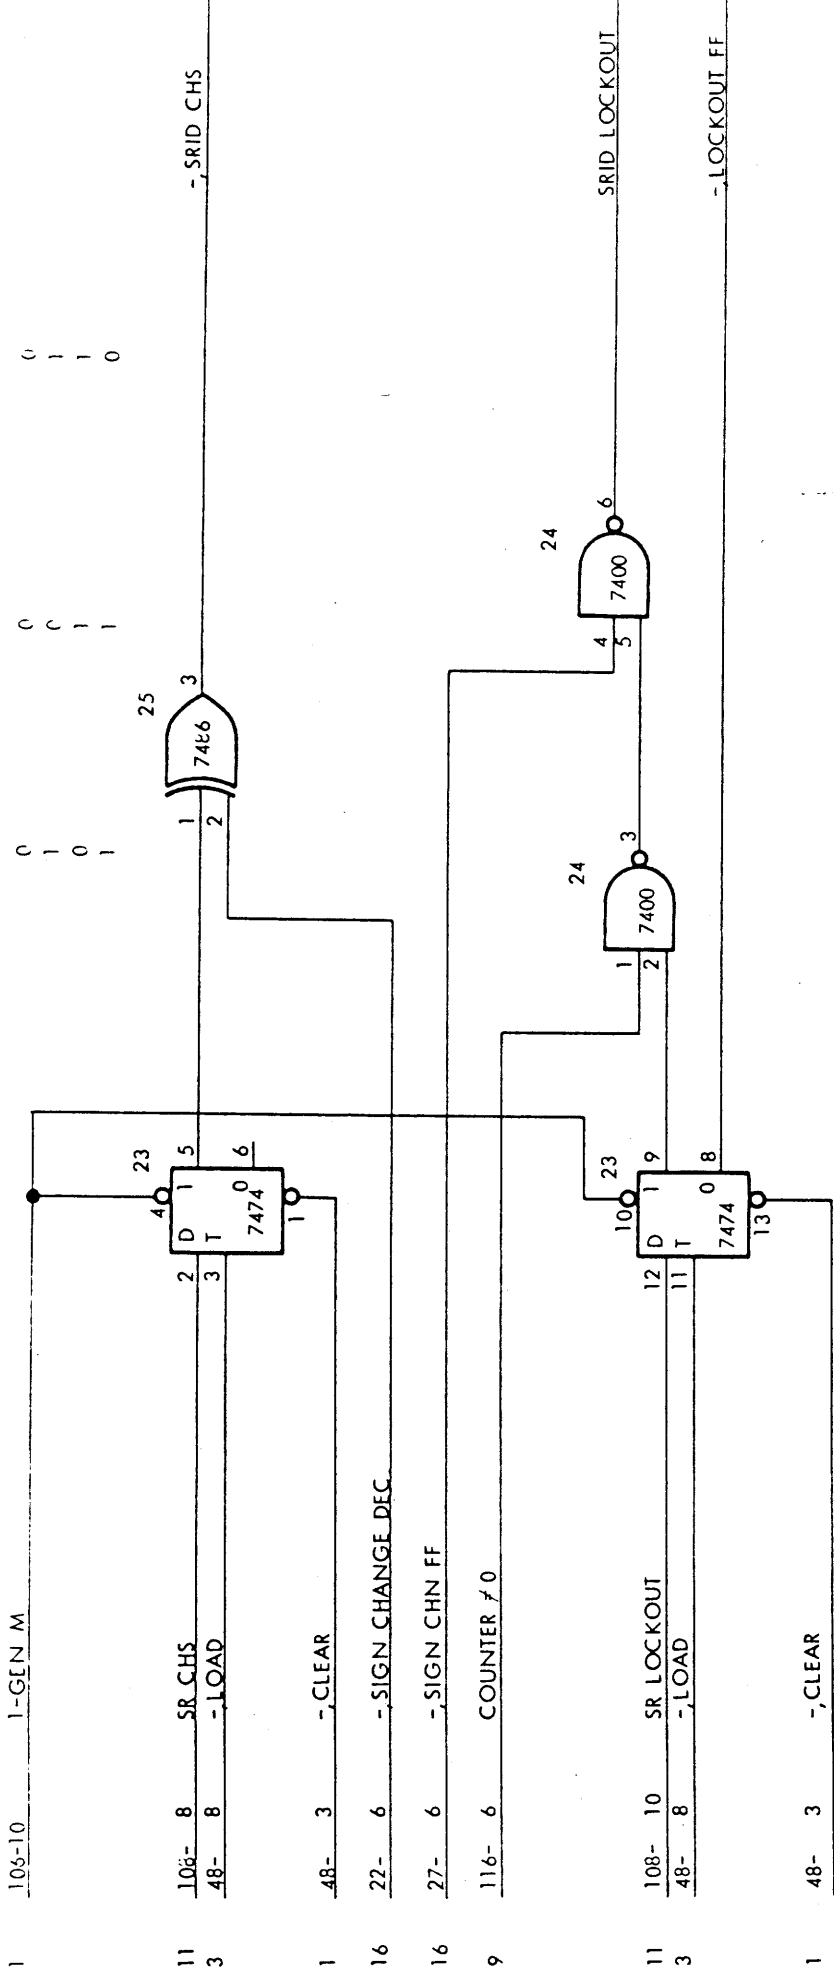 1 106-10 1-GEN M
11 106- 8 SR CHS
3 48- 8 -,LOAD
1 48- 3 -,CLEAR
16 22- 6 -,SIGN CHANGE DEC
16 27- 6 -,SIGN CHN FF
9 116- 6 COUNTER ≠ 0
11 108- 10 SR LOCKOUT
3 48- 8 -,LOAD
1 48- 3 -,CLEAR
23
4
2 D 1 5
3 T 0 6
7474
1
23
10
12 D 1 9
11 T 0 8
7474
13
25
1
2
7486
3
24
1
2
7400
3
24
4
5
7400
6
0 0 0
1 0 1
0 1 1
1 1 0
-,SRID CHS
SRID LOCKOUT
-,LOCKOUT FF